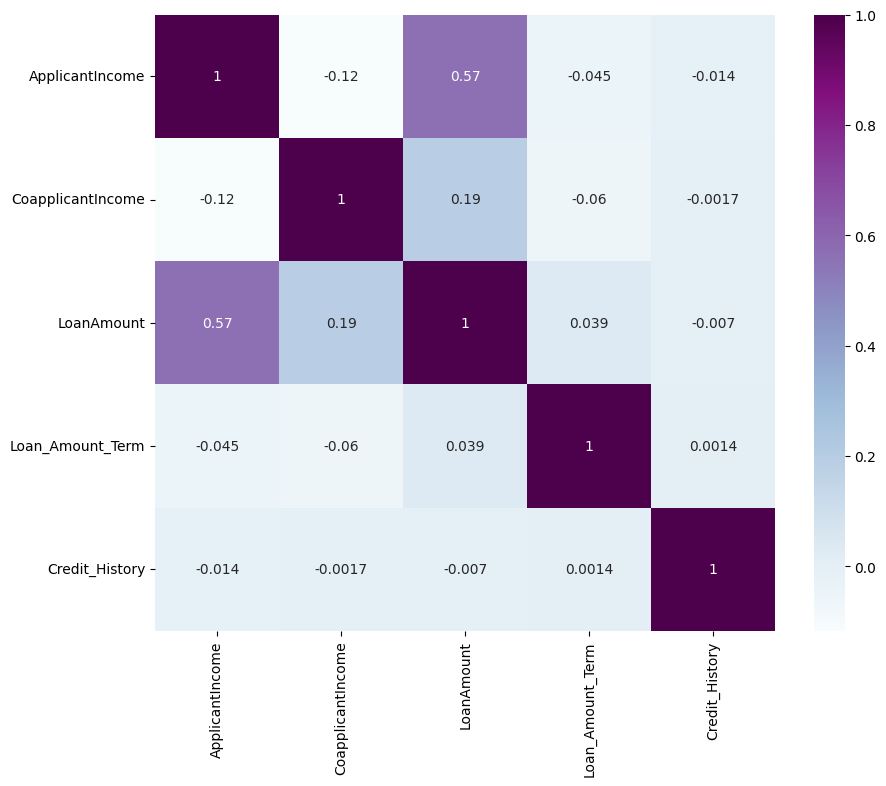 1.0
ApplicantIncome 1 -0.12 0.57 -0.045 -0.014
0.8
CoapplicantIncome -0.12 1 0.19 -0.06 -0.0017
0.6
LoanAmount 0.57 0.19 1 0.039 -0.007
0.4
Loan_Amount_Term -0.045 -0.06 0.039 1 0.0014
0.2
Credit_History -0.014 -0.0017 -0.007 0.0014 1
0.0
ApplicantIncome
CoapplicantIncome
LoanAmount
Loan_Amount_Term
Credit_History